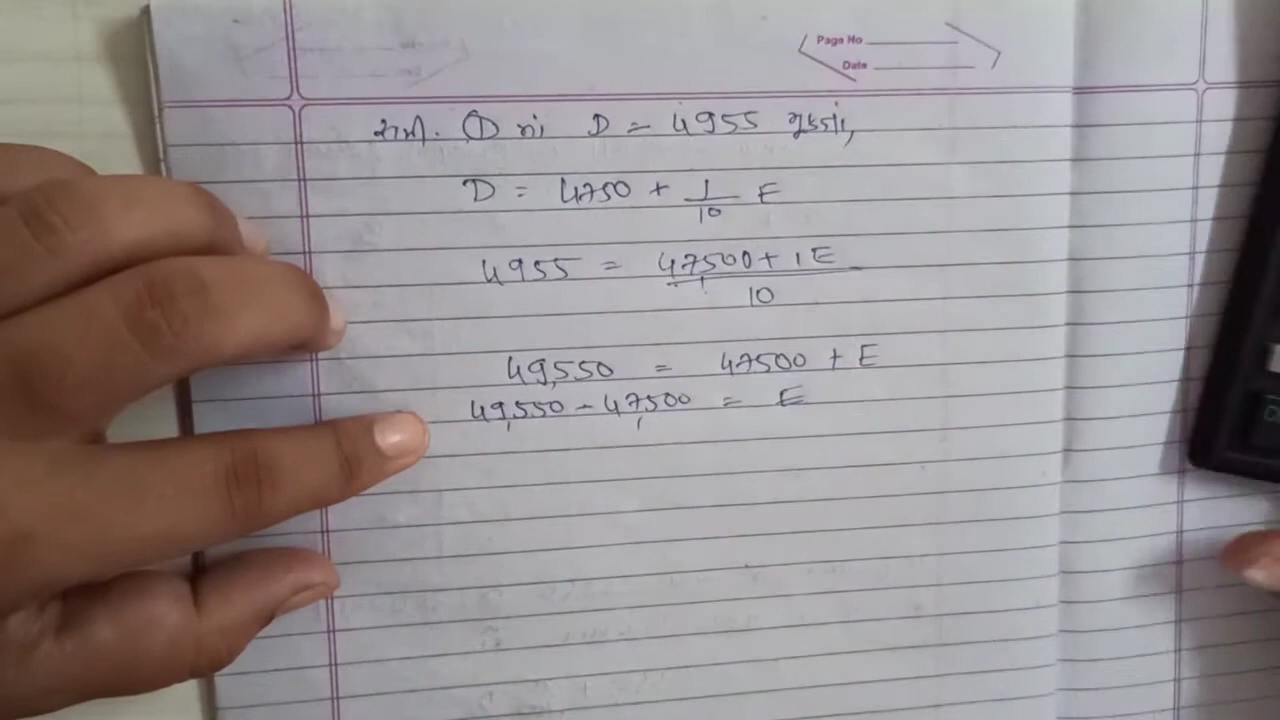 Page No
Date
સમી. ① માં D = 4955 મુકતાં,
D = 4750 + 1/10 E
4955 = 47500 + 1E / 10
49,550 = 47500 + E
49,550 - 47,500 = E